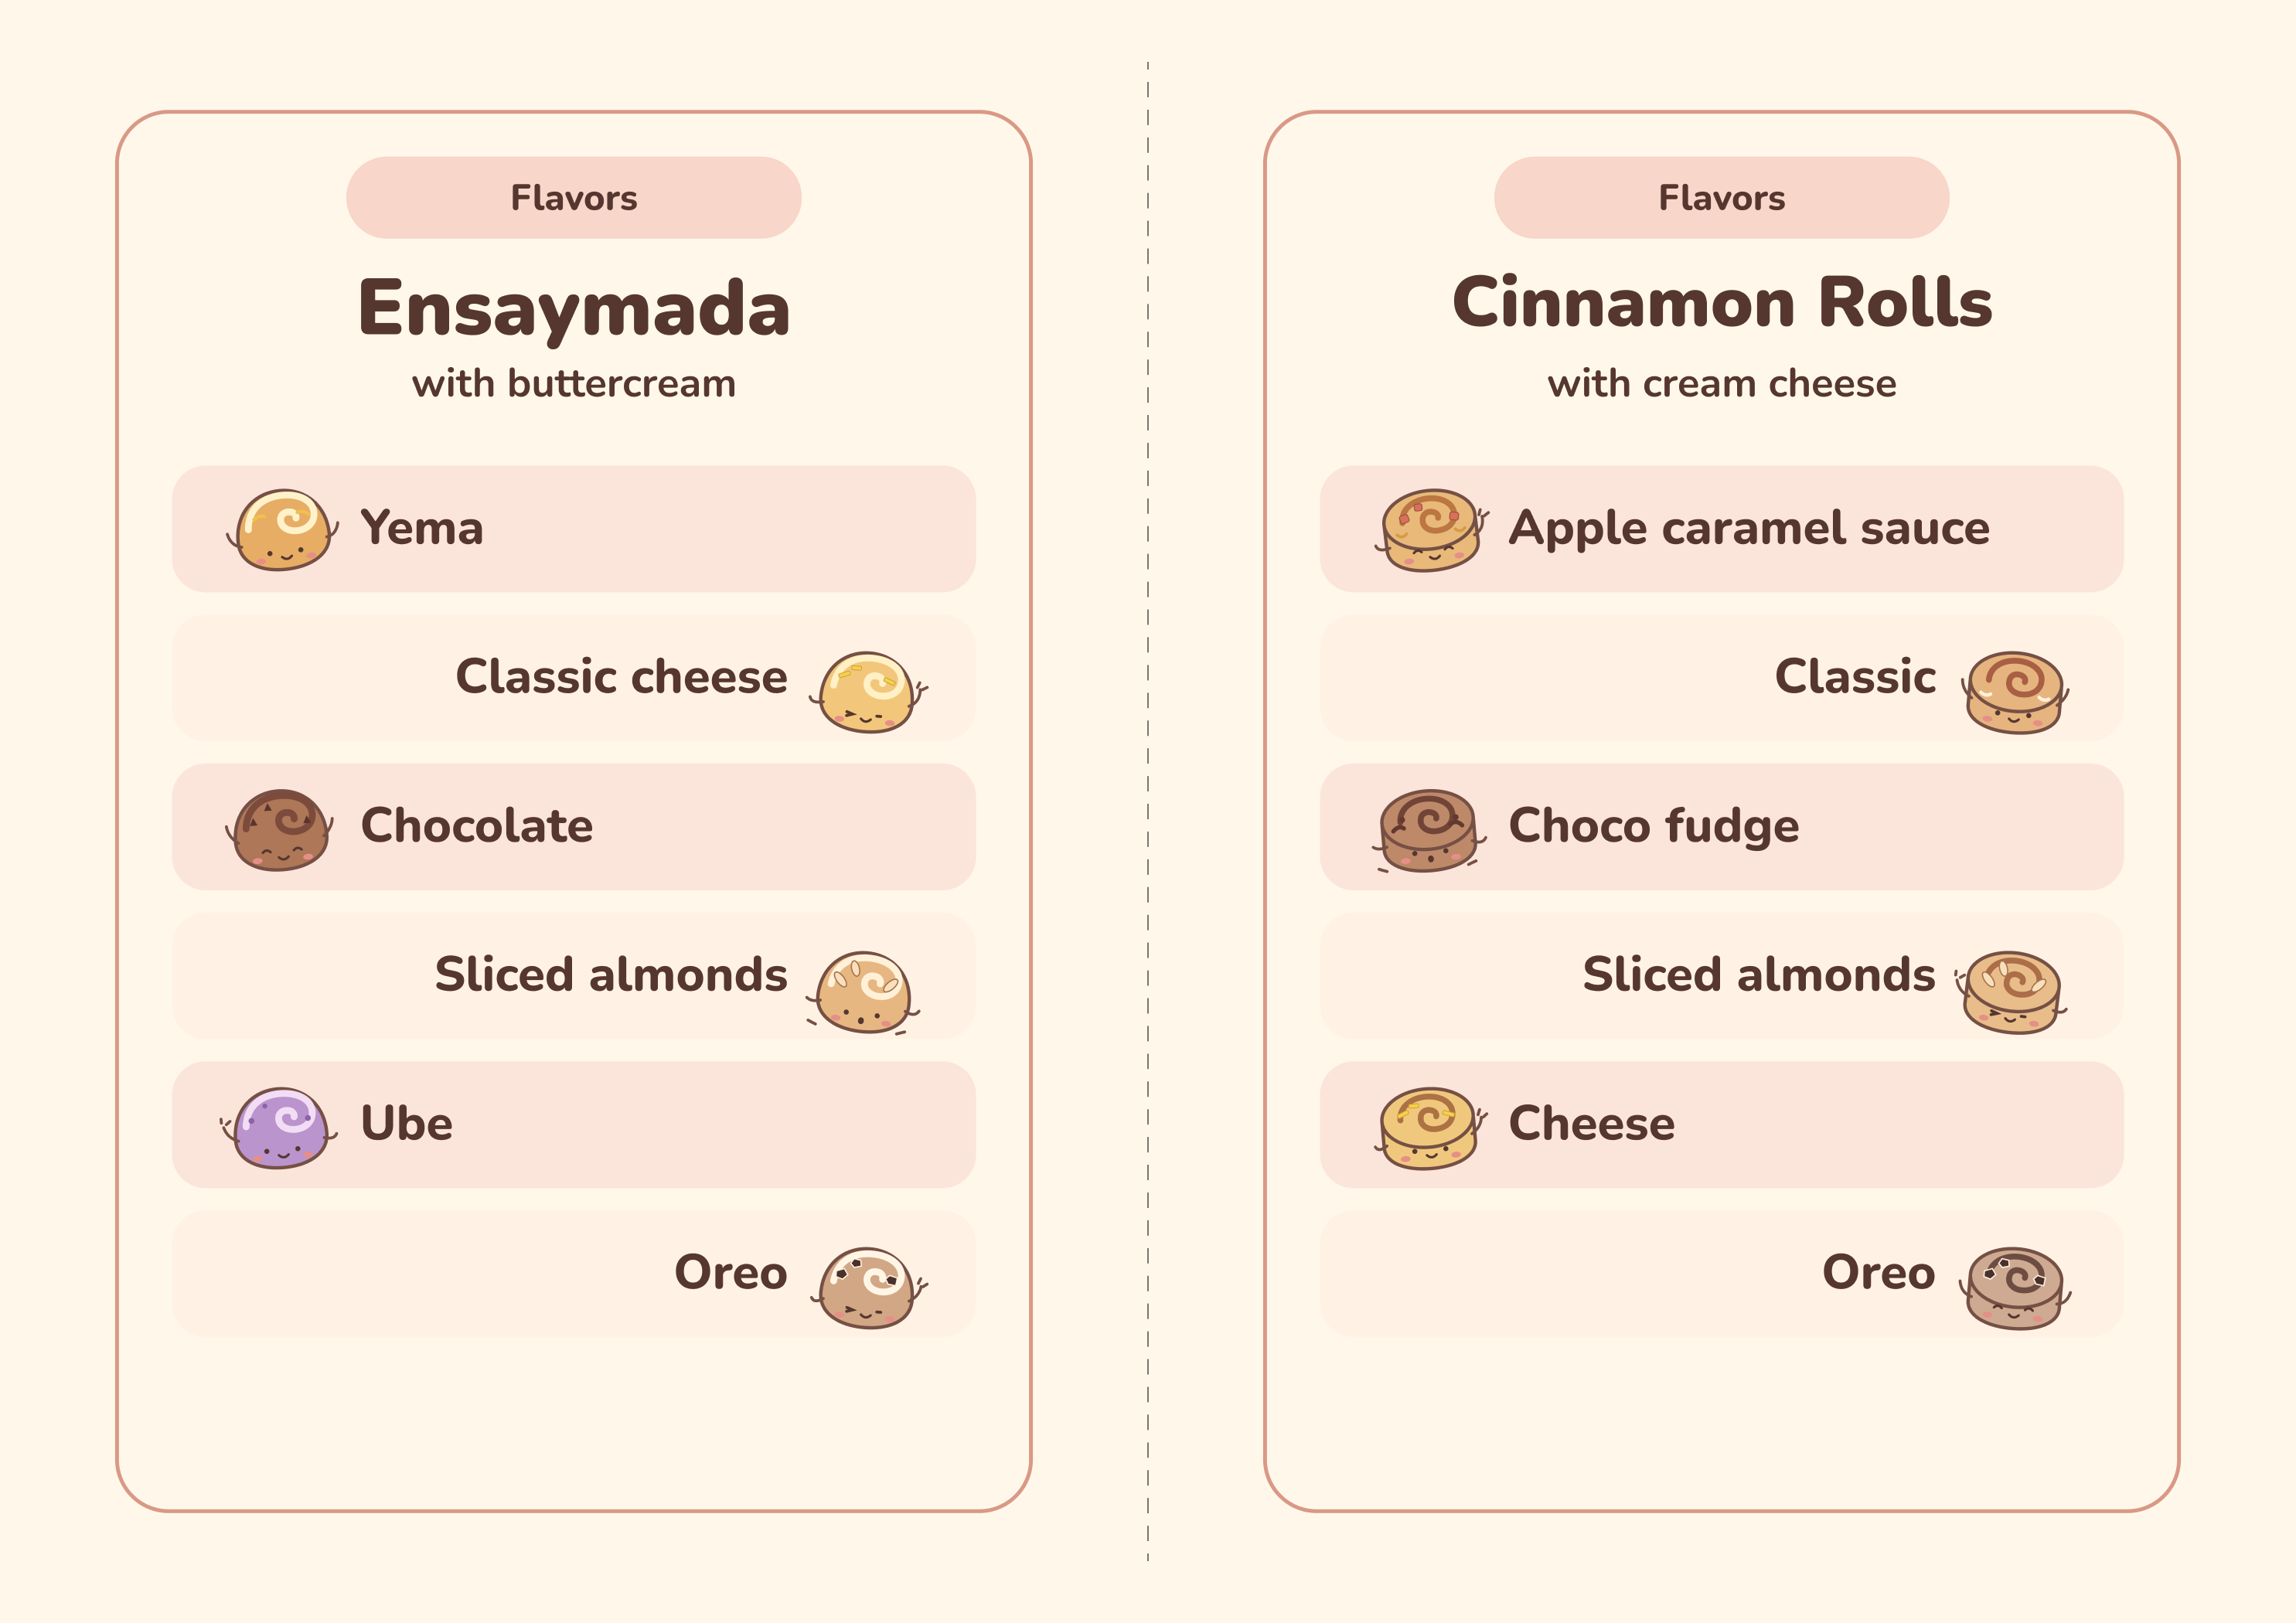 Flavors
Ensaymada
with buttercream
Yema
Classic cheese
Chocolate
Sliced almonds
Ube
Oreo
Flavors
Cinnamon Rolls
with cream cheese
Apple caramel sauce
Classic
Choco fudge
Sliced almonds
Cheese
Oreo